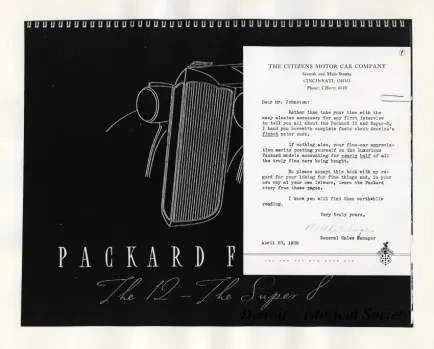 THE CITIZENS MOTOR CAR COMPANY
Seventh and Main Streets
CINCINNATI, OHIO
Dear Mr. Johnston:
Rather than take your time with the
many minutes necessary for any first interview
to tell you all about the Packard 12 and Super-8,
I hand you herewith complete facts about America's
finest motor cars.
If nothing else, your fine-car apprecia-
tion merits posting yourself on the luxurious
Packard models accounting for nearly half of all
the truly fine cars being bought.
So please accept this book with my re-
gard for your liking for fine things and, in your
own way at your own leisure, learn the Packard
story from these pages.
I know you will find them worthwhile
reading.
Very truly yours,
General Sales Manager
April 20, 1938
PACKARD F
The 12 – The Super 8
Detroit Historical Society